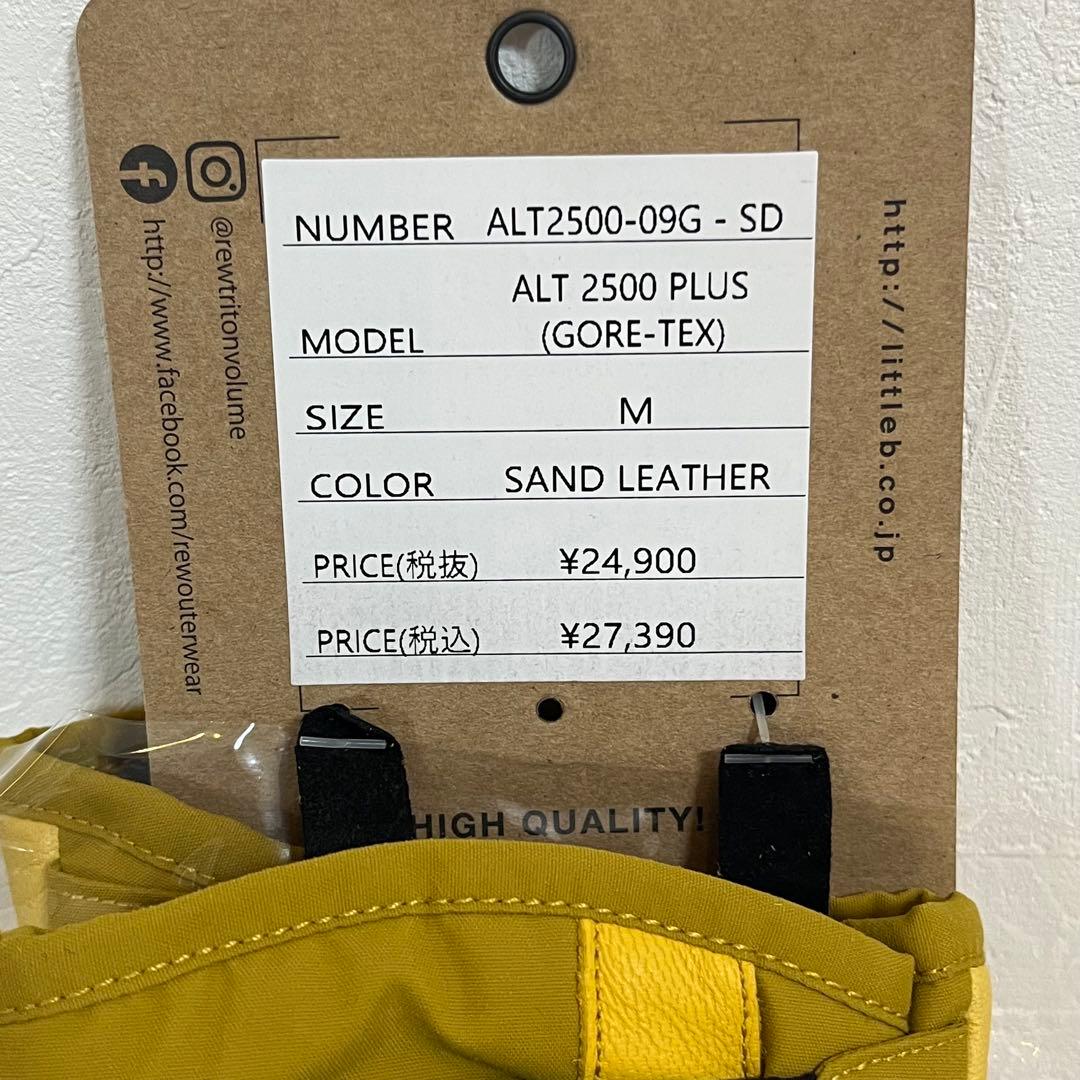 NUMBER ALT2500-09G - SD
MODEL ALT 2500 PLUS
(GORE-TEX)
SIZE M
COLOR SAND LEATHER
PRICE(税抜) ¥24,900
PRICE(税込) ¥27,390
@rewtritonvolume
http://www.facebook.com/rewouterwear
http://littleb.co.jp
HIGH QUALITY!